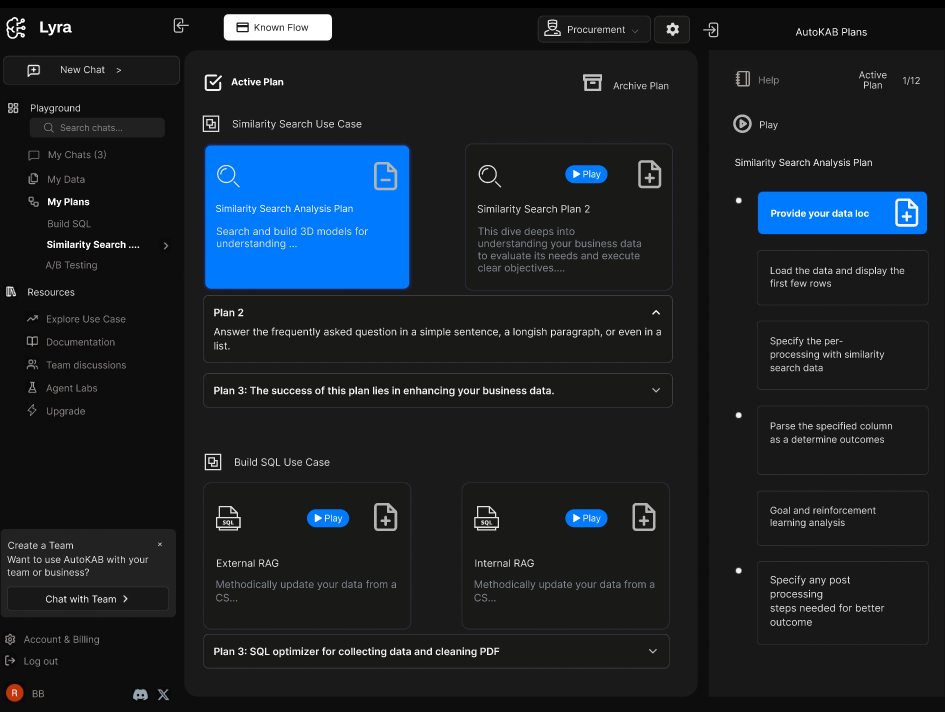 Lyra
New Chat >
Playground
Search chats...
My Chats (3)
My Data
My Plans
Build SQL
Similarity Search ....
A/B Testing
Resources
Explore Use Case
Documentation
Team discussions
Agent Labs
Upgrade
Create a Team ×
Want to use AutoKAB with your
team or business?
Chat with Team
Account & Billing
Log out
R BB
Known Flow
Procurement
Active Plan
Archive Plan
Similarity Search Use Case
Similarity Search Analysis Plan
Search and build 3D models for
understanding ...
Play
Similarity Search Plan 2
This dive deeps into
understanding your business data
to evaluate its needs and execute
clear objectives....
Plan 2
Answer the frequently asked question in a simple sentence, a longish paragraph, or even in a
list.
Plan 3: The success of this plan lies in enhancing your business data.
Build SQL Use Case
SQL
Play
External RAG
Methodically update your data from a
CS...
SQL
Play
Internal RAG
Methodically update your data from a
CS...
Plan 3: SQL optimizer for collecting data and cleaning PDF
AutoKAB Plans
Help
Active
Plan
1/12
Play
Similarity Search Analysis Plan
Provide your data loc
Load the data and display the
first few rows
Specify the per-
processing with similarity
search data
Parse the specified column
as a determine outcomes
Goal and reinforcement
learning analysis
Specify any post
processing
steps needed for better
outcome